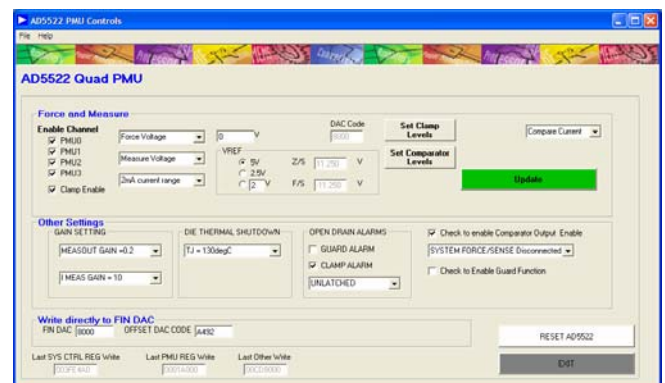 AD5522 PMU Controls
File Help
AD5522 Quad PMU
Force and Measure
Enable Channel
PMU0
PMU1
PMU2
PMU3
Clamp Enable
Force Voltage
0 V
Measure Voltage
2mA current range
VREF
5V
2.5V
2 V
DAC Code
8000
Z/S 11.250 V
F/S 11.250 V
Set Clamp Levels
Set Comparator Levels
Compare Current
Update
Other Settings
GAIN SETTING
MEASOUT GAIN =0.2
I MEAS GAIN = 10
DIE THERMAL SHUTDOWN
TJ = 130degC
OPEN DRAIN ALARMS
GUARD ALARM
CLAMP ALARM
UNLATCHED
Check to enable Comparator Output Enable
SYSTEM FORCE/SENSE Disconnected
Check to Enable Guard Function
Write directly to FIN DAC
FIN DAC 8000
OFFSET DAC CODE A492
RESET AD5522
Last SYS CTRL REG Write
Last PMU REG Write
Last Other Write
EXIT